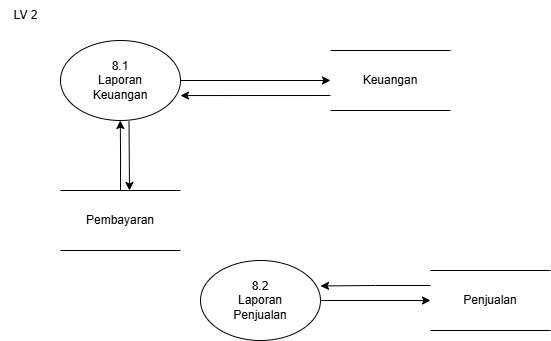 LV 2
8.1
Laporan
Keuangan
Keuangan
Pembayaran
8.2
Laporan
Penjualan
Penjualan